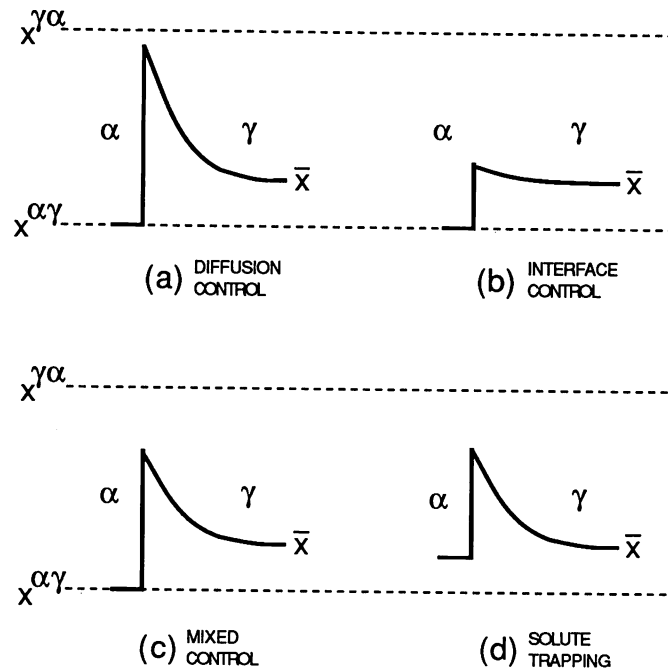 xγα
α
γ
x̄
α
γ
x̄
xαγ
(a) DIFFUSION
CONTROL
(b) INTERFACE
CONTROL
xγα
α
γ
x̄
α
γ
x̄
xαγ
(c) MIXED
CONTROL
(d) SOLUTE
TRAPPING